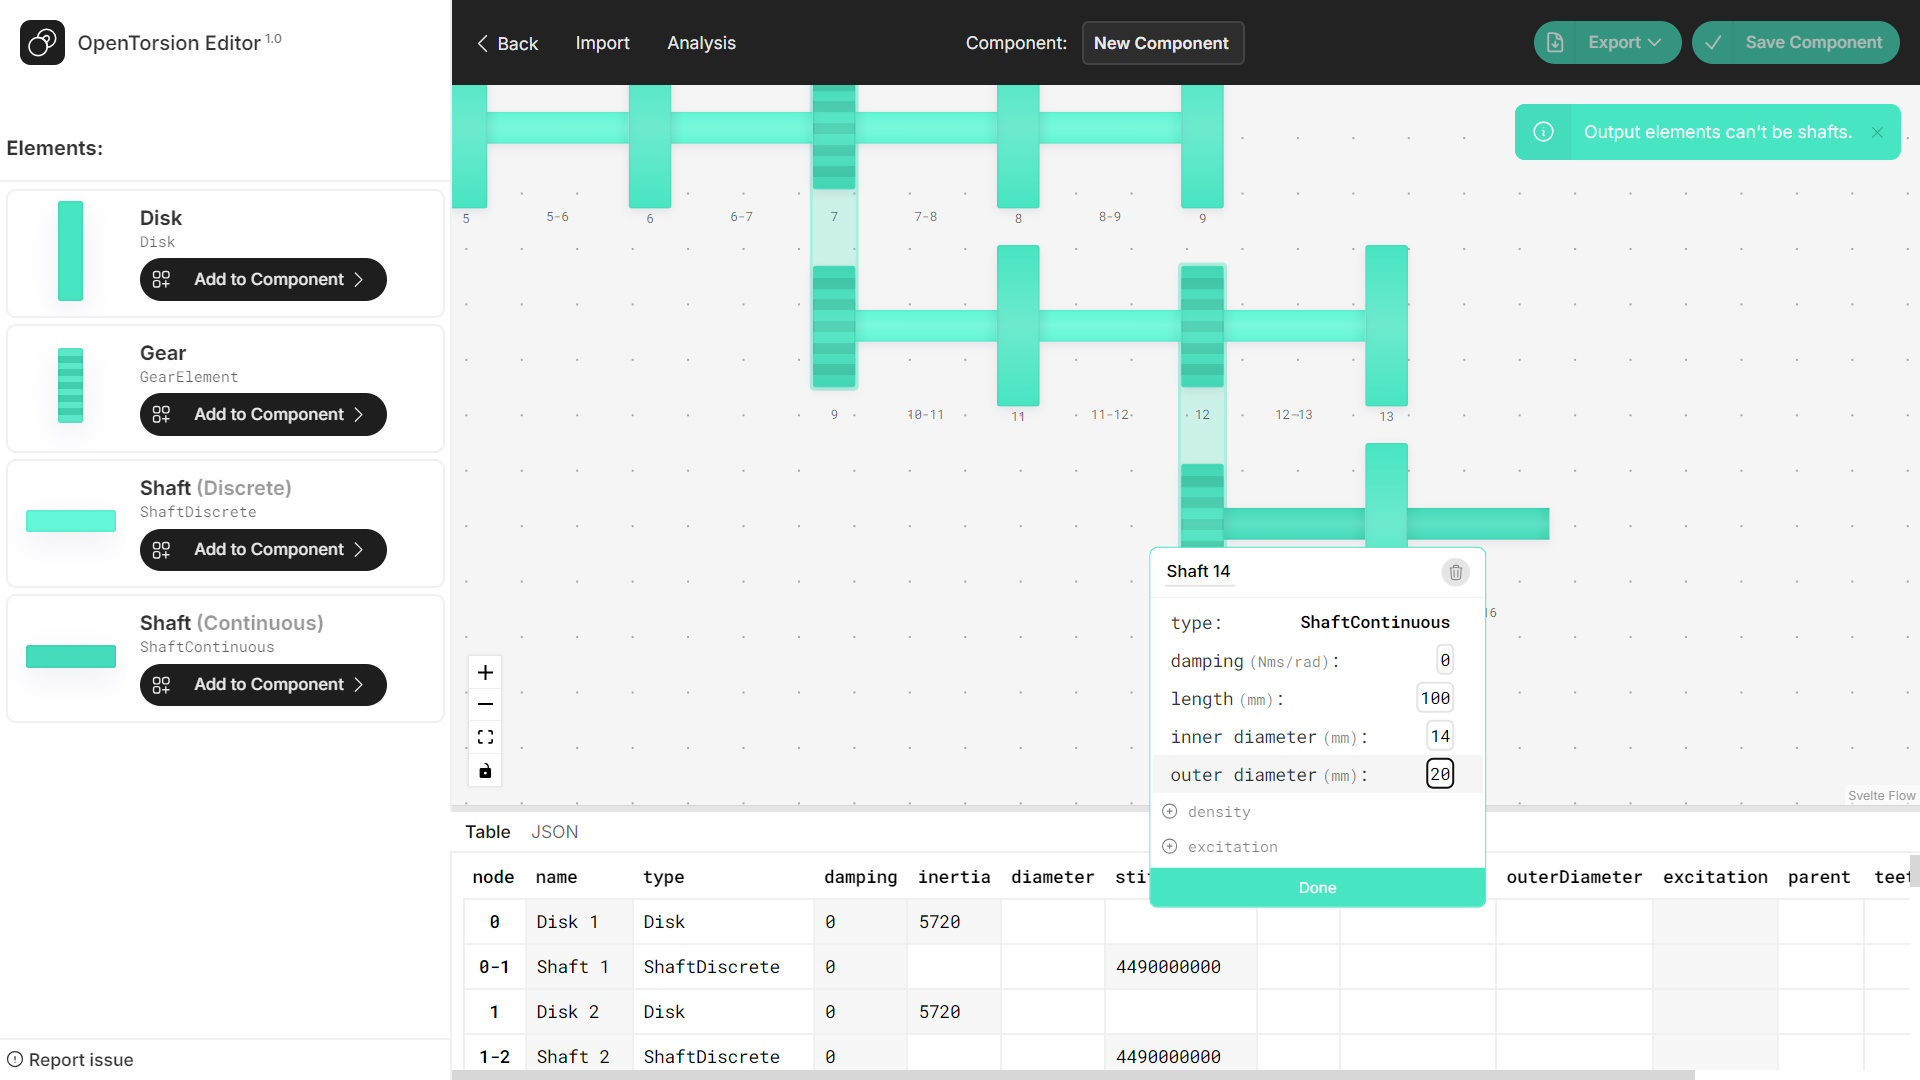 OpenTorsion Editor 1.0
Back
Import
Analysis
Component:
New Component
Export
Save Component
Elements:
Disk
Disk
Add to Component
Gear
GearElement
Add to Component
Shaft (Discrete)
ShaftDiscrete
Add to Component
Shaft (Continuous)
ShaftContinuous
Add to Component
Report issue
Output elements can't be shafts.
5 5-6 6 6-7 7 7-8 8 8-9 9
9 10-11 11 11-12 12 12-13 13
16
Shaft 14
type: ShaftContinuous
damping (Nms/rad): 0
length (mm): 100
inner diameter (mm): 14
outer diameter (mm): 20
density
excitation
Done
Svelte Flow
Table JSON
node name type damping inertia diameter sti outerDiameter excitation parent teet
0 Disk 1 Disk 0 5720
0-1 Shaft 1 ShaftDiscrete 0 4490000000
1 Disk 2 Disk 0 5720
1-2 Shaft 2 ShaftDiscrete 0 4490000000